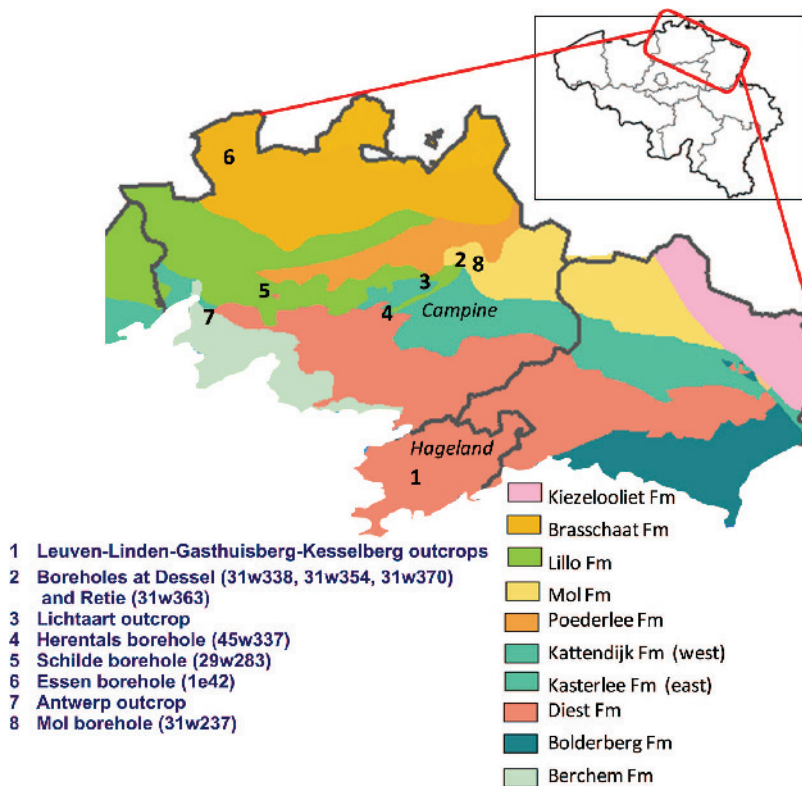 6
2
8
3
5
4
Campine
7
Hageland
1
1 Leuven-Linden-Gasthuisberg-Kesselberg outcrops
2 Boreholes at Dessel (31w338, 31w354, 31w370)
and Retie (31w363)
3 Lichtaart outcrop
4 Herentals borehole (45w337)
5 Schilde borehole (29w283)
6 Essen borehole (1e42)
7 Antwerp outcrop
8 Mol borehole (31w237)
Kiezelooliet Fm
Brasschaat Fm
Lillo Fm
Mol Fm
Poederlee Fm
Kattendijk Fm (west)
Kasterlee Fm (east)
Diest Fm
Bolderberg Fm
Berchem Fm